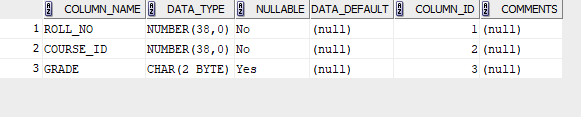 COLUMN_NAME DATA_TYPE NULLABLE DATA_DEFAULT COLUMN_ID COMMENTS
1 ROLL_NO NUMBER(38,0) No (null) 1 (null)
2 COURSE_ID NUMBER(38,0) No (null) 2 (null)
3 GRADE CHAR(2 BYTE) Yes (null) 3 (null)